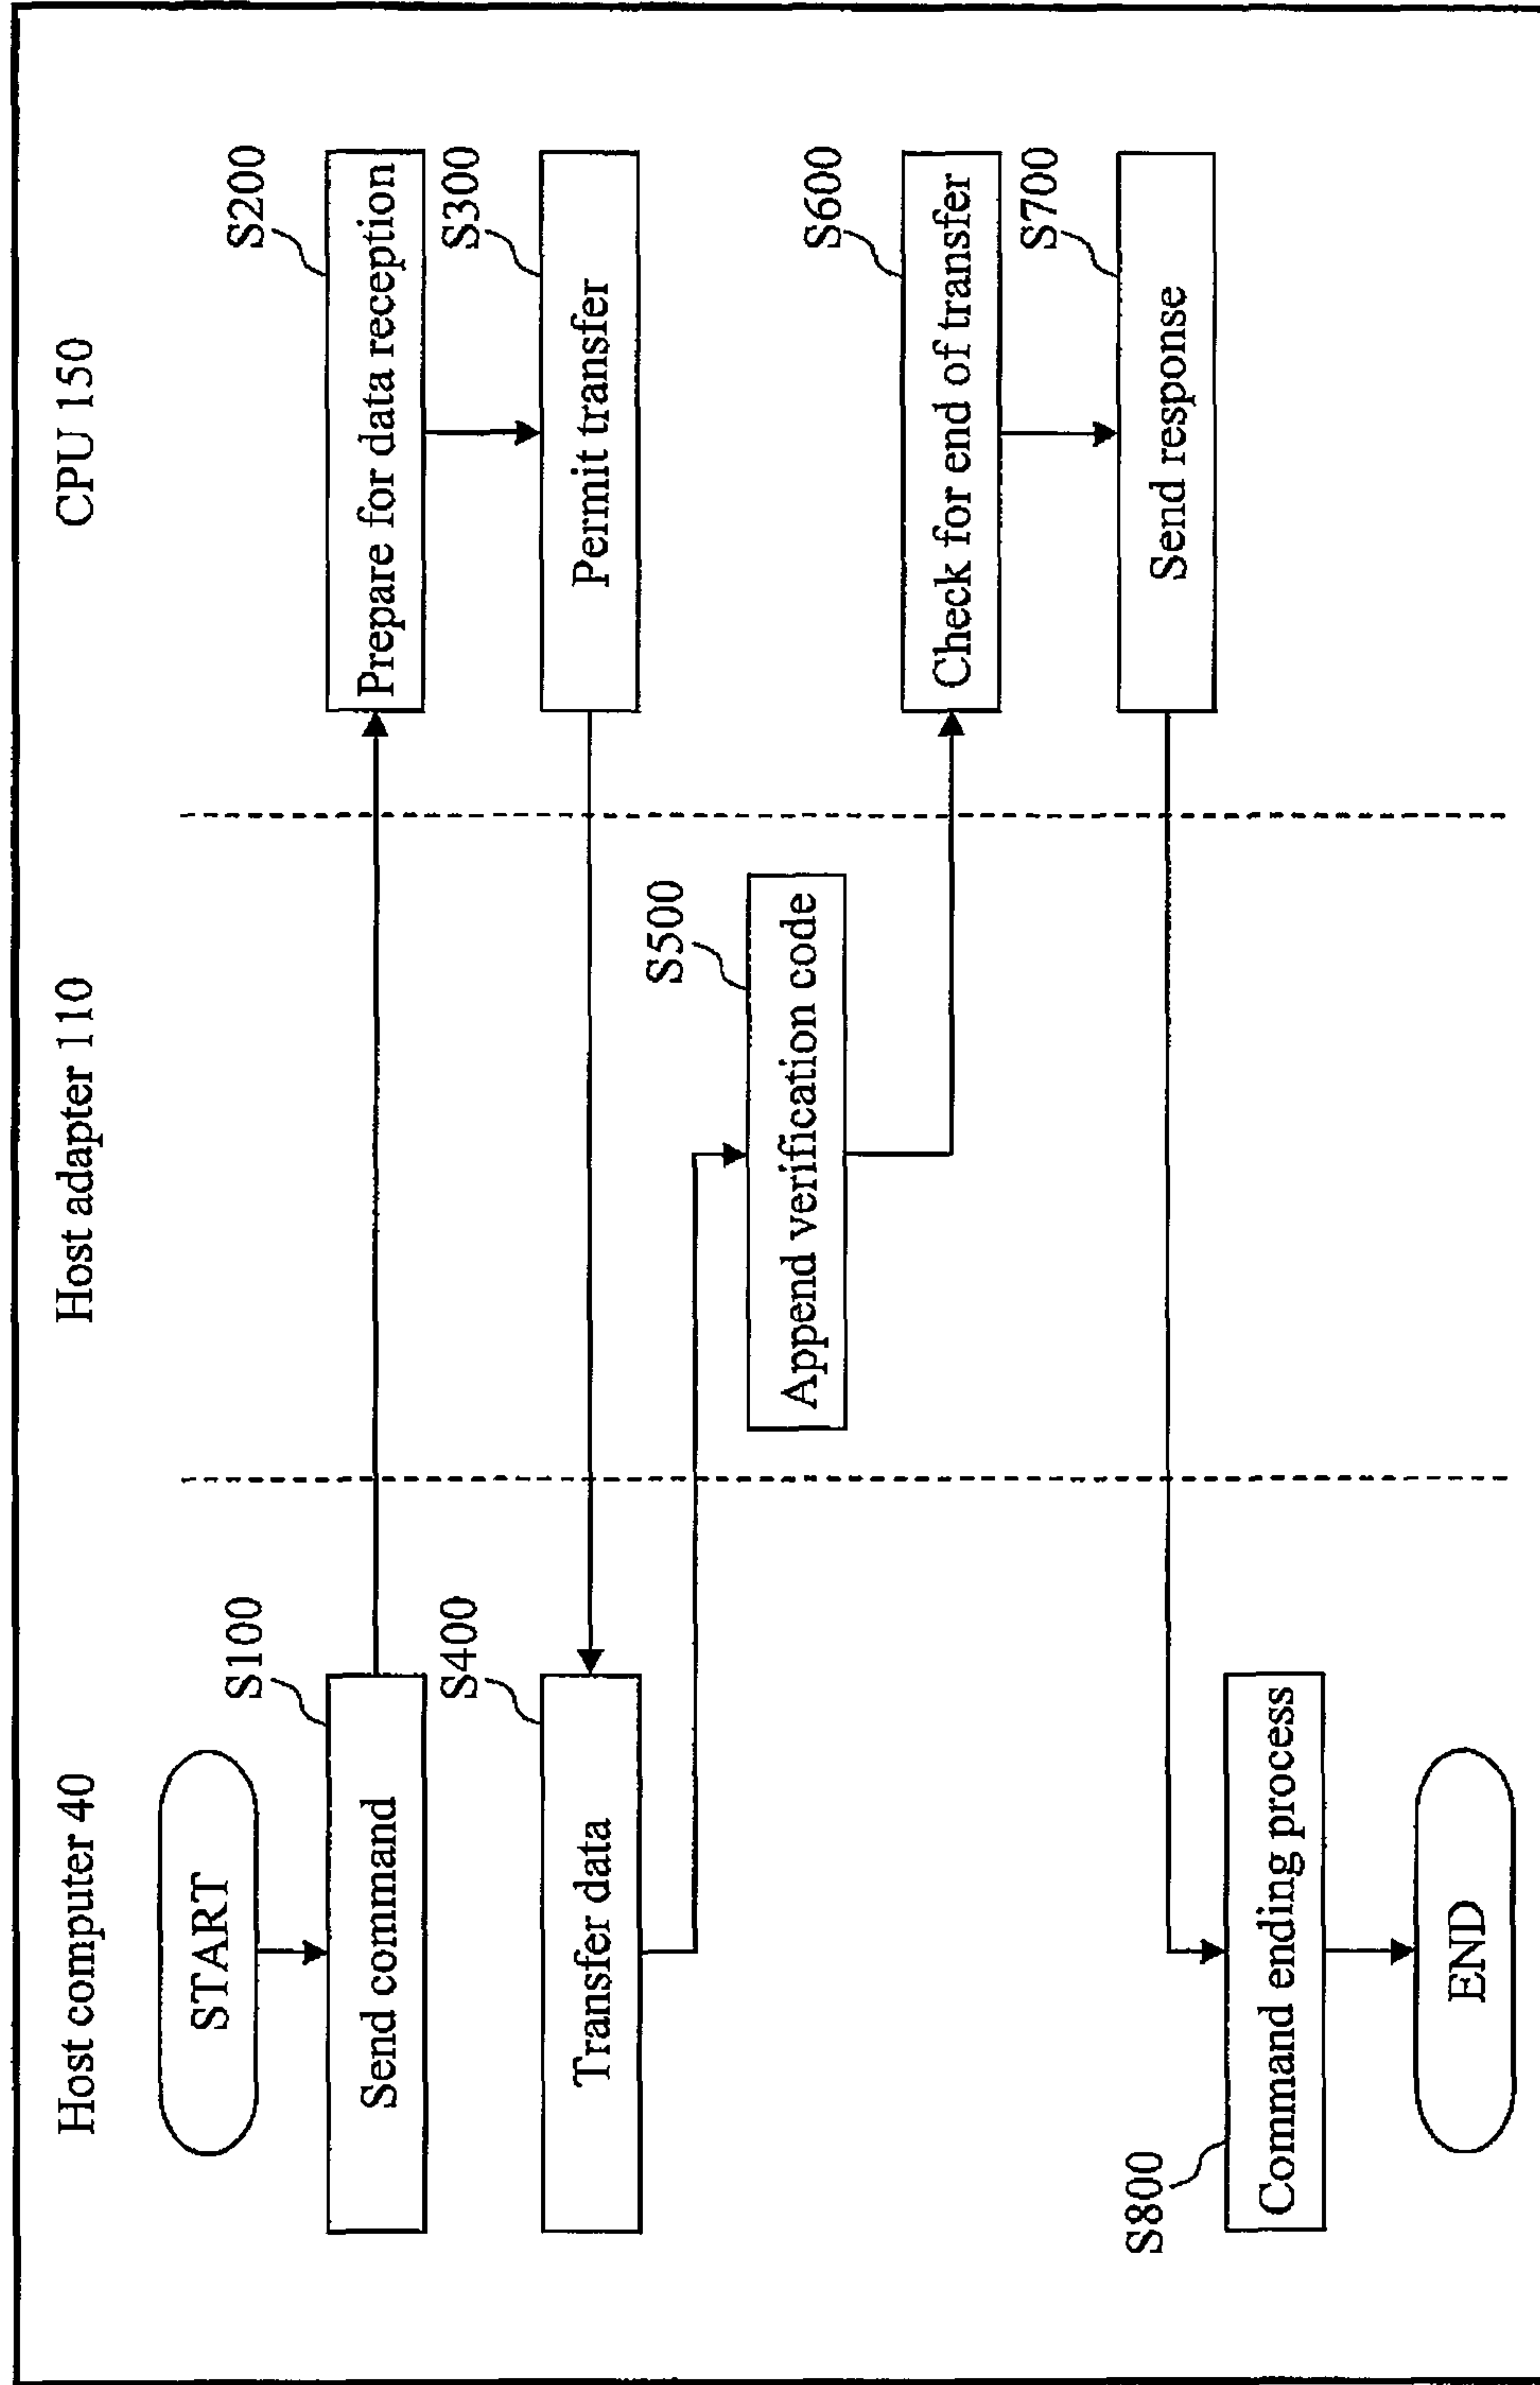 Host computer 40
Host adapter 110
CPU 150
START
S100
Send command
S200
Prepare for data reception
S300
Permit transfer
S400
Transfer data
S500
Append verification code
S600
Check for end of transfer
S700
Send response
S800
Command ending process
END